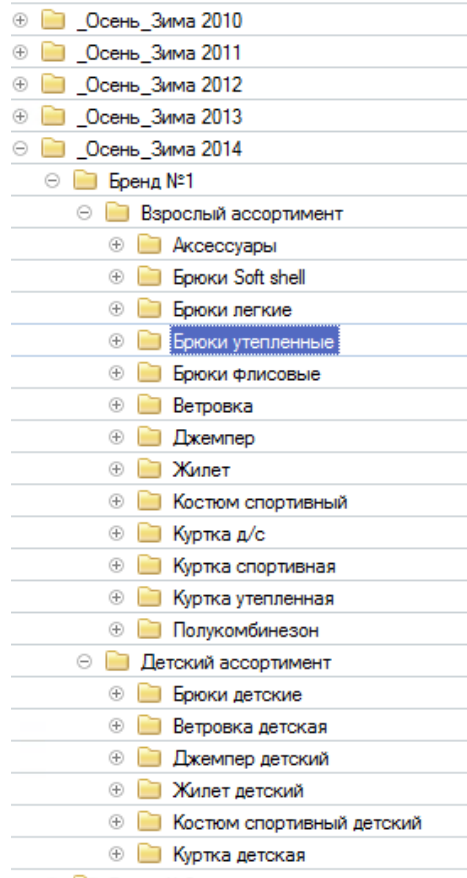 _Осень_Зима 2010
_Осень_Зима 2011
_Осень_Зима 2012
_Осень_Зима 2013
_Осень_Зима 2014
Бренд №1
Взрослый ассортимент
Аксессуары
Брюки Soft shell
Брюки легкие
Брюки утепленные
Брюки флисовые
Ветровка
Джемпер
Жилет
Костюм спортивный
Куртка д/с
Куртка спортивная
Куртка утепленная
Полукомбинезон
Детский ассортимент
Брюки детские
Ветровка детская
Джемпер детский
Жилет детский
Костюм спортивный детский
Куртка детская